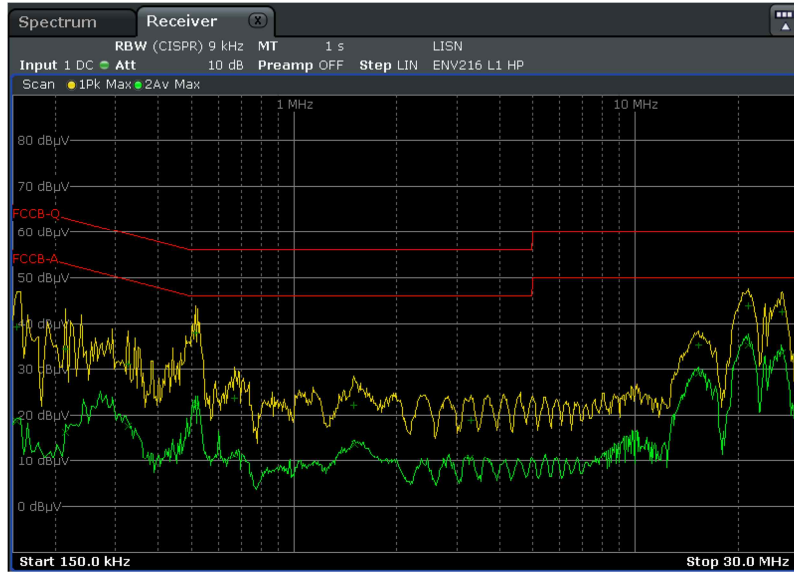 Spectrum Receiver X
RBW (CISPR) 9 kHz MT 1 s LISN
Input 1 DC Att 10 dB Preamp OFF Step LIN ENV216 L1 HP
Scan 1Pk Max 2Av Max
1 MHz 10 MHz
80 dBµV
70 dBµV
FCCB-Q
60 dBµV
FCCB-A
50 dBµV
40 dBµV
30 dBµV
20 dBµV
10 dBµV
0 dBµV
Start 150.0 kHz Stop 30.0 MHz